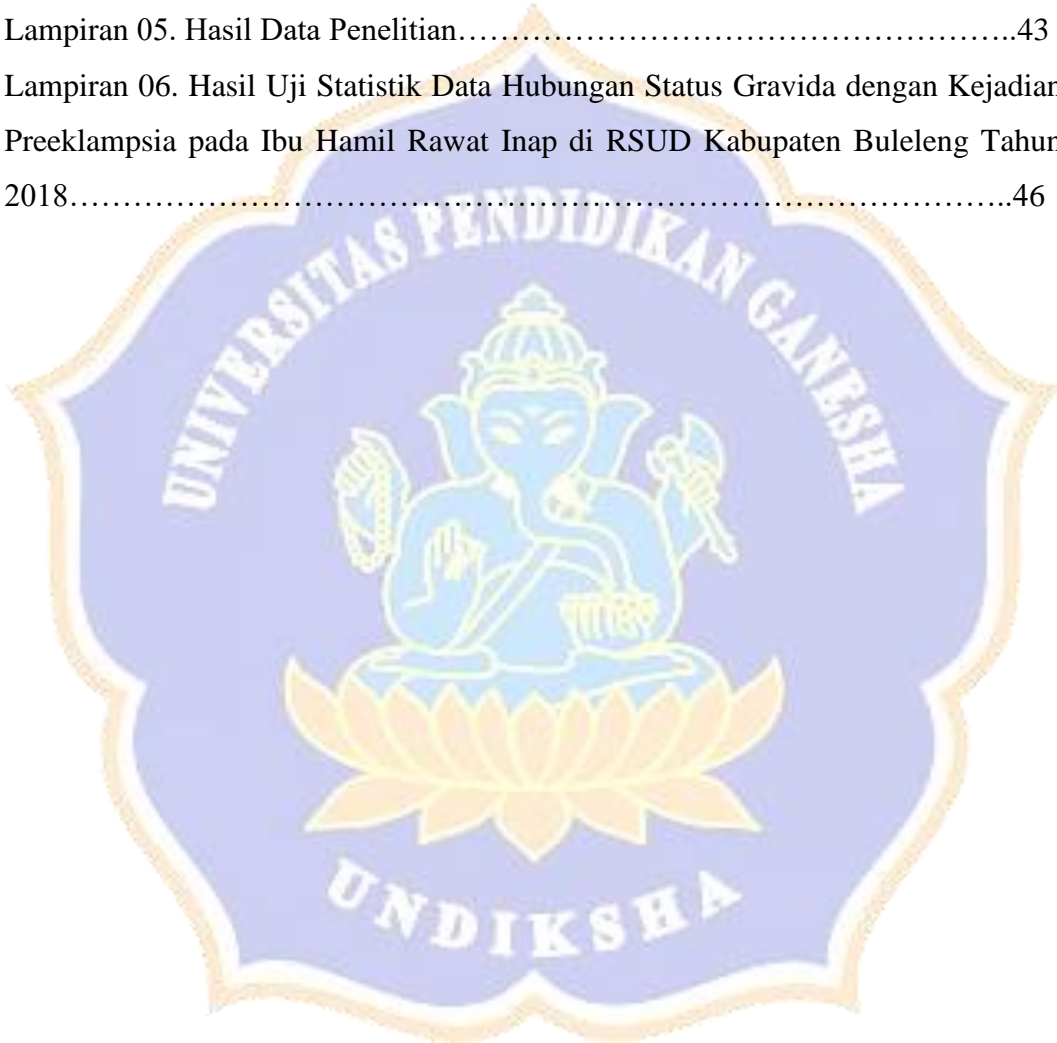 Lampiran 05. Hasil Data Penelitian……………………………………………..43
Lampiran 06. Hasil Uji Statistik Data Hubungan Status Gravida dengan Kejadian
Preeklampsia pada Ibu Hamil Rawat Inap di RSUD Kabupaten Buleleng Tahun
2018……………………………………………………………………………..46
UNIVERSITAS PENDIDIKAN GANESHA
UNDIKSHA